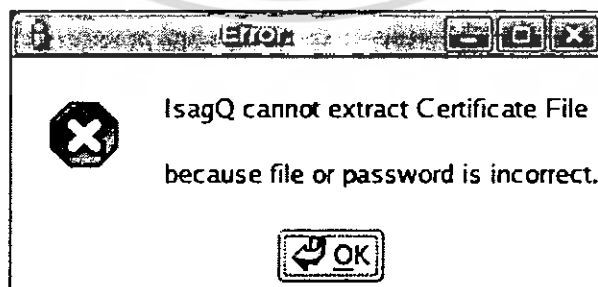 Error
IsagQ cannot extract Certificate File
because file or password is incorrect.
OK